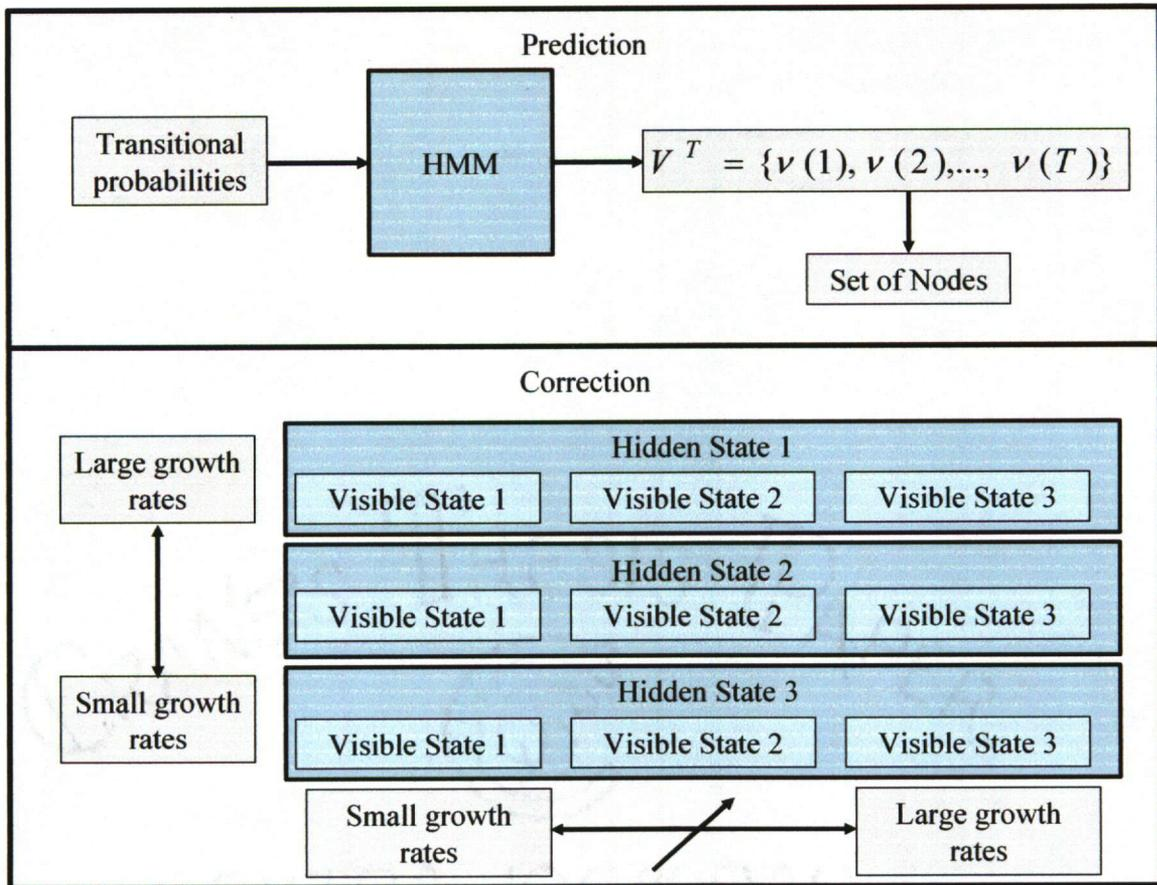 Prediction
Transitional
probabilities
HMM
V^T = {ν(1), ν(2),..., ν(T)}
Set of Nodes
Correction
Large growth
rates
Small growth
rates
Hidden State 1
Visible State 1 Visible State 2 Visible State 3
Hidden State 2
Visible State 1 Visible State 2 Visible State 3
Hidden State 3
Visible State 1 Visible State 2 Visible State 3
Small growth
rates
Large growth
rates